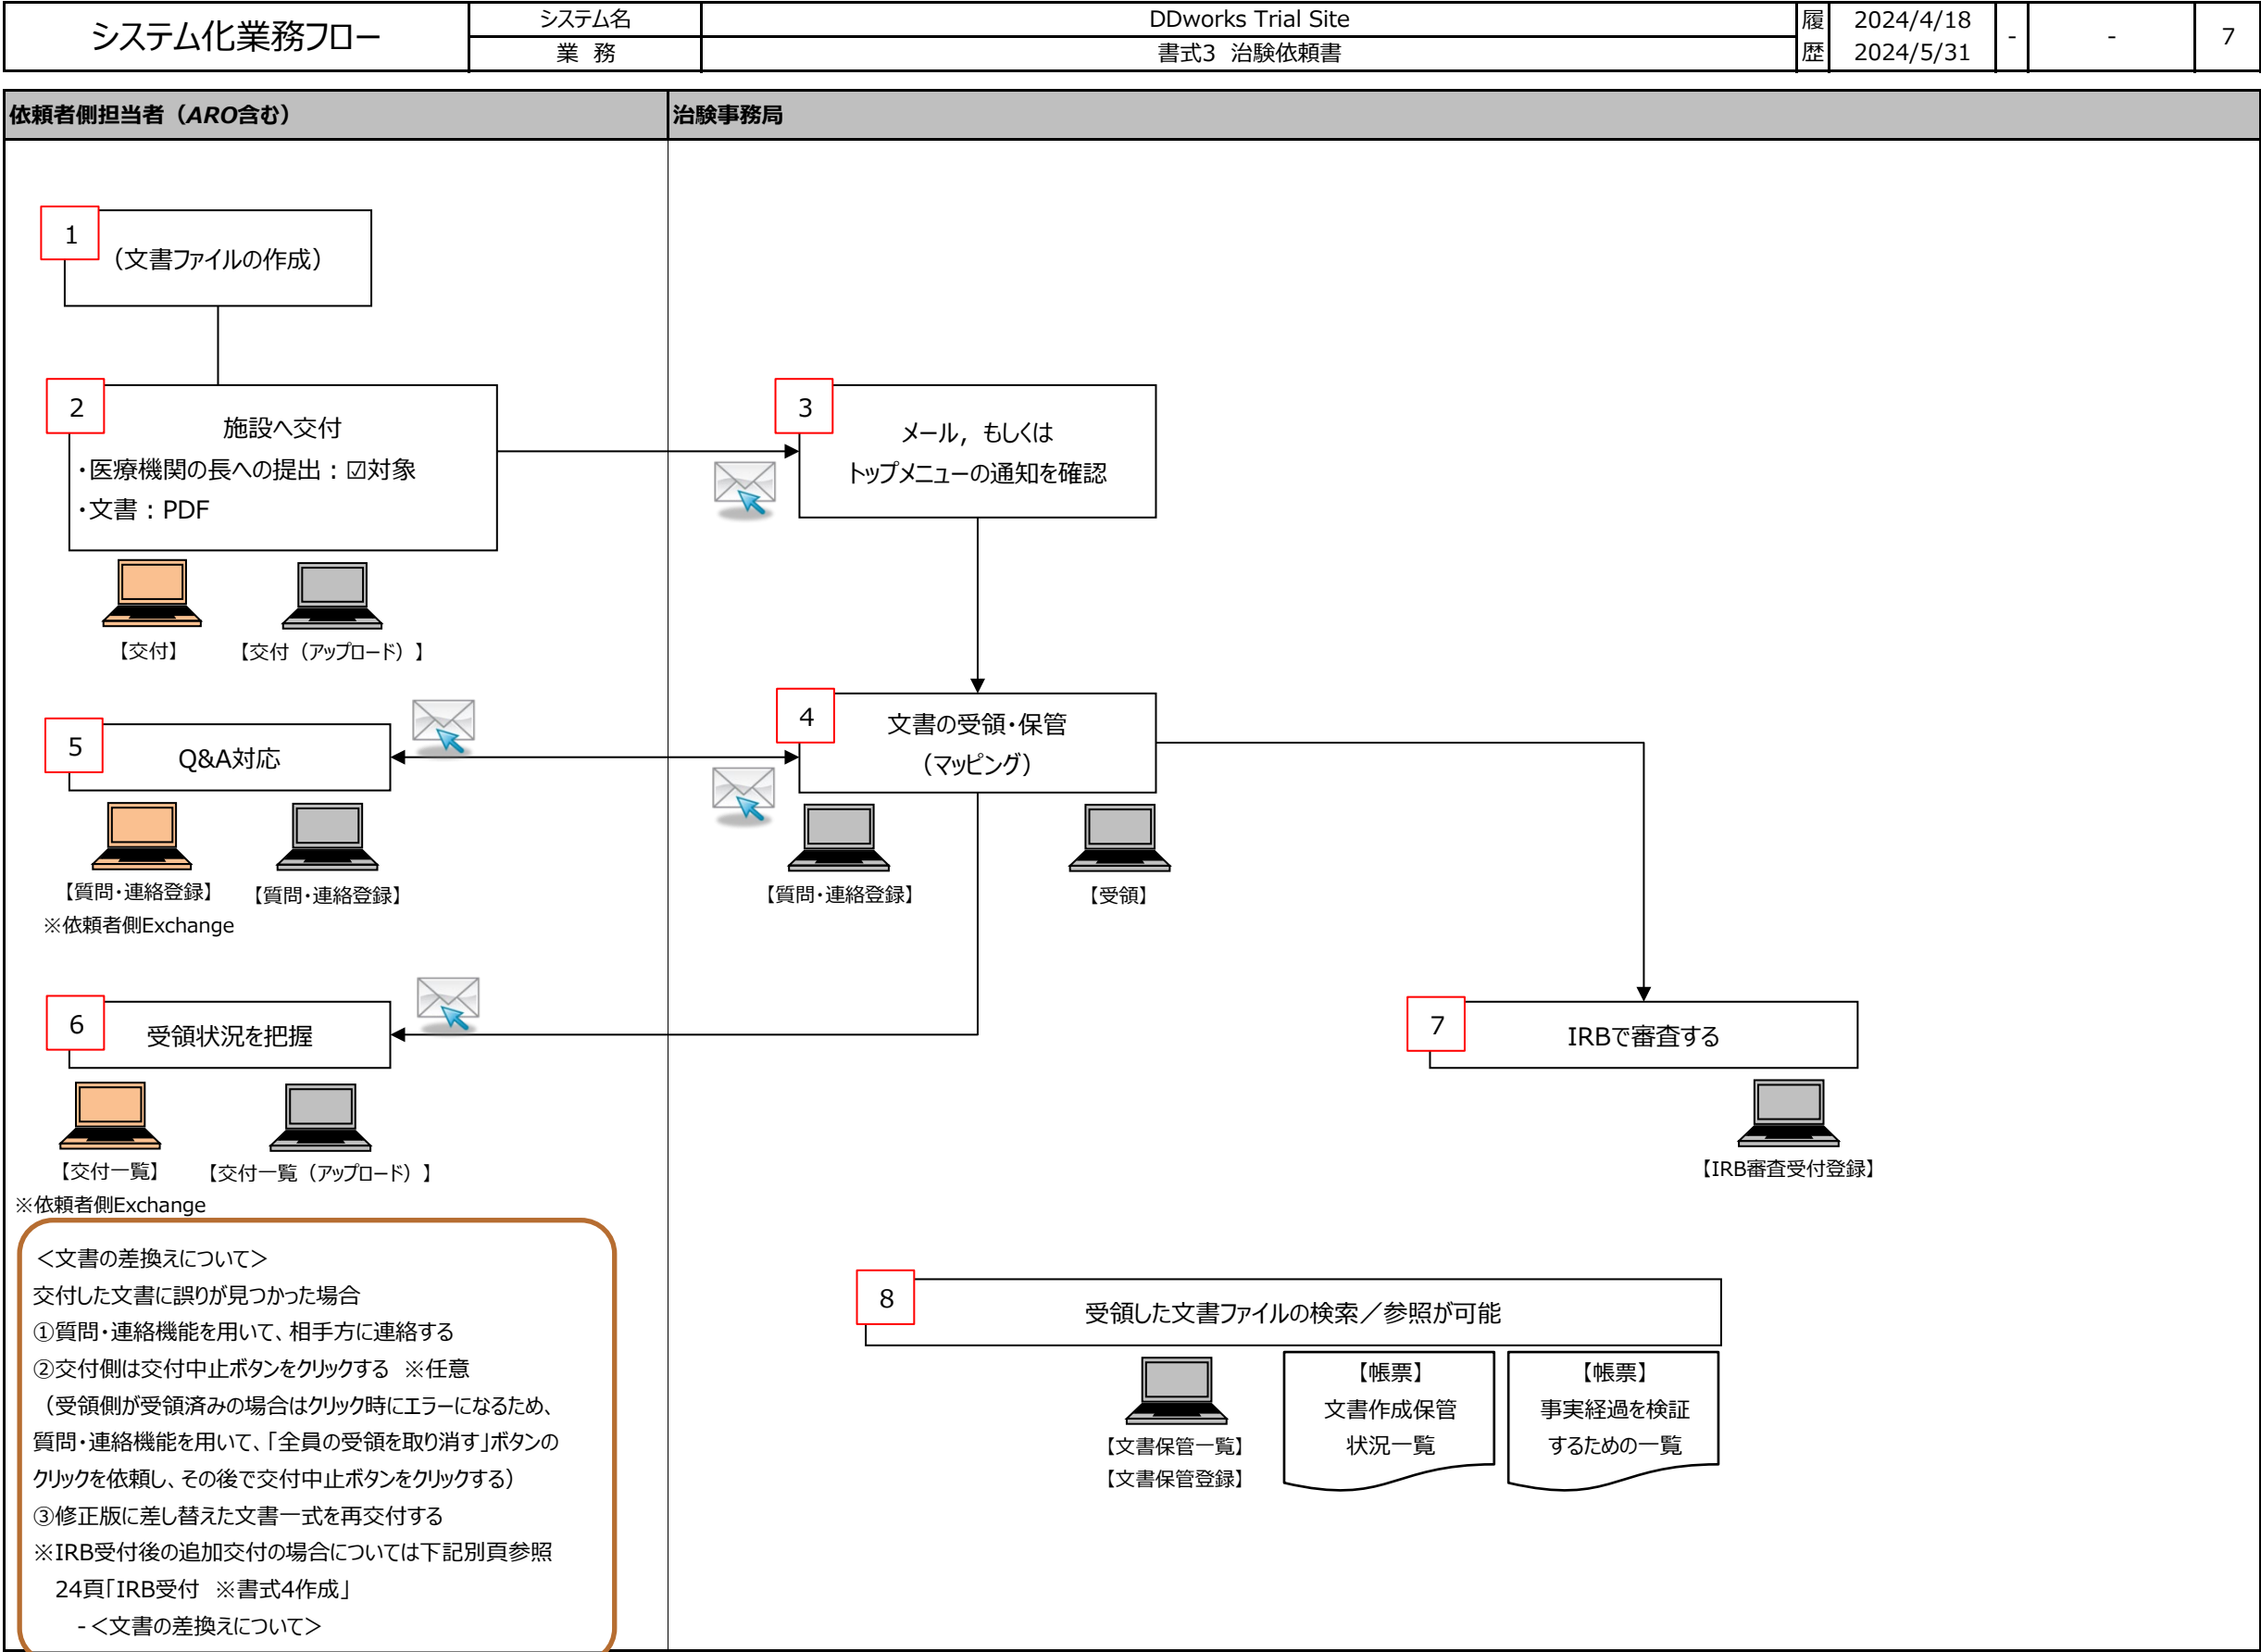 システム化業務フロー
システム名
DDworks Trial Site
履歴
2024/4/18
-
-
7
業 務
書式3 治験依頼書
2024/5/31
依頼者側担当者（ARO含む）
治験事務局
1
（文書ファイルの作成）
2
施設へ交付
・医療機関の長への提出：☑対象
・文書：PDF
【交付】
【交付（アップロード）】
3
メール，もしくは
トップメニューの通知を確認
4
文書の受領・保管
（マッピング）
【質問・連絡登録】
【受領】
5
Q&A対応
【質問・連絡登録】
【質問・連絡登録】
※依頼者側Exchange
6
受領状況を把握
【交付一覧】
【交付一覧（アップロード）】
※依頼者側Exchange
7
IRBで審査する
【IRB審査受付登録】
＜文書の差換えについて＞
交付した文書に誤りが見つかった場合
①質問・連絡機能を用いて、相手方に連絡する
②交付側は交付中止ボタンをクリックする ※任意
（受領側が受領済みの場合はクリック時にエラーになるため、
質問・連絡機能を用いて、「全員の受領を取り消す」ボタンの
クリックを依頼し、その後で交付中止ボタンをクリックする）
③修正版に差し替えた文書一式を再交付する
※IRB受付後の追加交付の場合については下記別頁参照
24頁「IRB受付 ※書式4作成」
-＜文書の差換えについて＞
8
受領した文書ファイルの検索／参照が可能
【文書保管一覧】
【文書保管登録】
【帳票】
文書作成保管
状況一覧
【帳票】
事実経過を検証
するための一覧